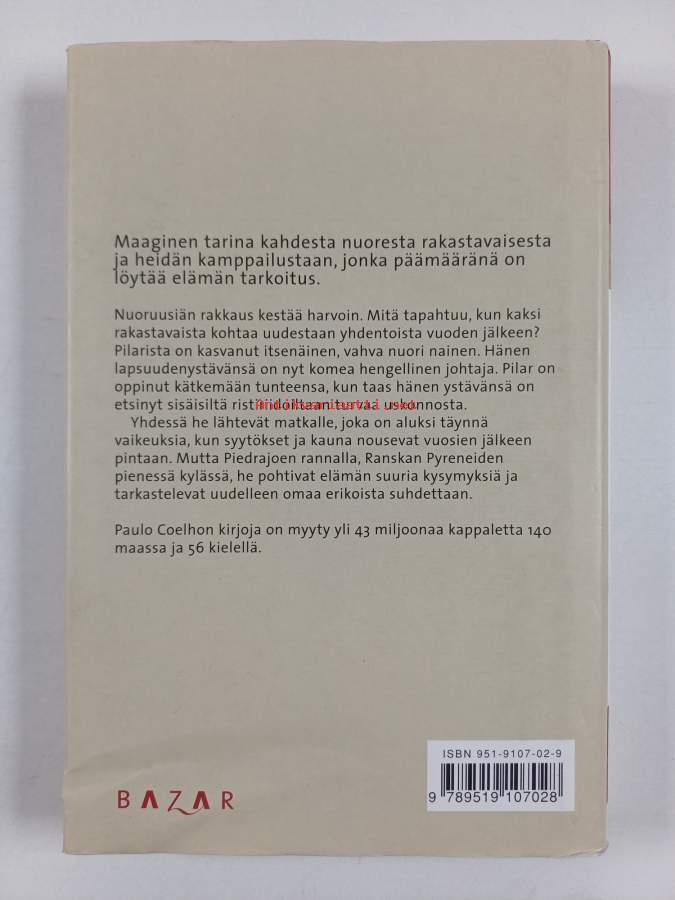 Maaginen tarina kahdesta nuoresta rakastavaisesta
ja heidän kamppailustaan, jonka päämääränä on
löytää elämän tarkoitus.
Nuoruusiän rakkaus kestää harvoin. Mitä tapahtuu, kun kaksi
rakastavaista kohtaa uudestaan yhdentoista vuoden jälkeen?
Pilarista on kasvanut itsenäinen, vahva nuori nainen. Hänen
lapsuudenystävänsä on nyt komea hengellinen johtaja. Pilar on
oppinut kätkemään tunteensa, kun taas hänen ystävänsä on
etsinyt sisäisiltä ristiriidoiltaan turvaa uskonnosta.
Antikvariaatti.net
Yhdessä he lähtevät matkalle, joka on aluksi täynnä
vaikeuksia, kun syytökset ja kauna nousevat vuosien jälkeen
pintaan. Mutta Piedrajoen rannalla, Ranskan Pyreneiden
pienessä kylässä, he pohtivat elämän suuria kysymyksiä ja
tarkastelevat uudelleen omaa erikoista suhdettaan.
Paulo Coelhon kirjoja on myyty yli 43 miljoonaa kappaletta 140
maassa ja 56 kielellä.
ISBN 951-9107-02-9
9 789519 107028
BAZAR